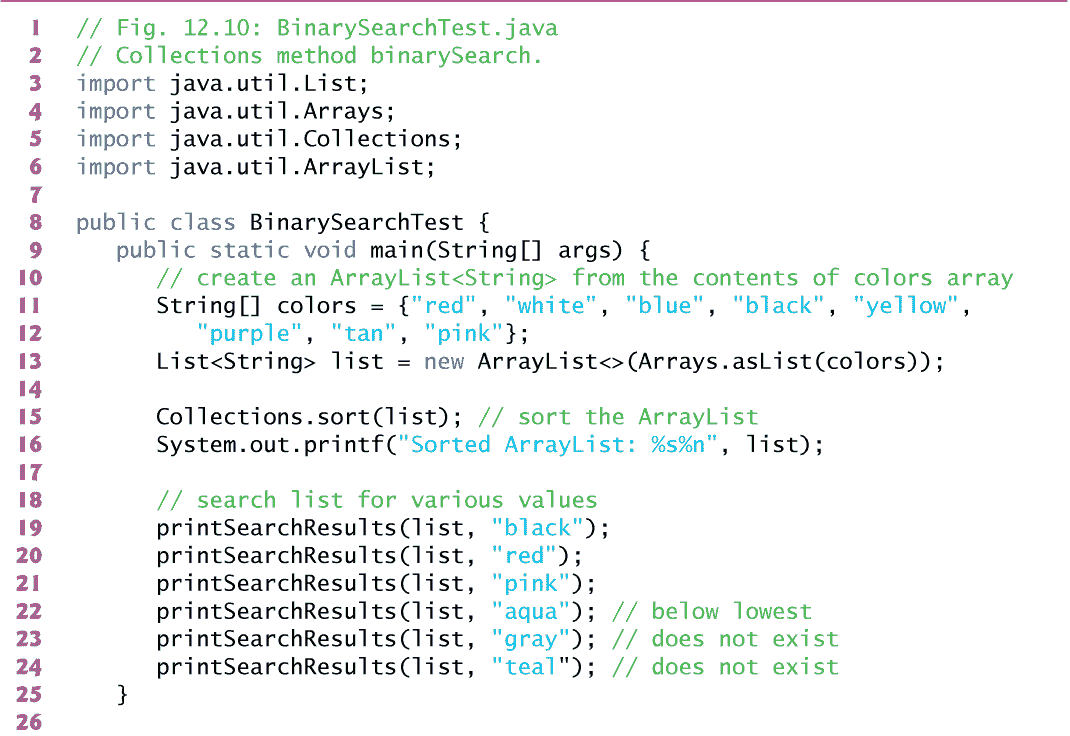 1 // Fig. 12.10: BinarySearchTest.java
2 // Collections method binarySearch.
3 import java.util.List;
4 import java.util.Arrays;
5 import java.util.Collections;
6 import java.util.ArrayList;
7
8 public class BinarySearchTest {
9    public static void main(String[] args) {
10       // create an ArrayList<String> from the contents of colors array
11       String[] colors = {"red", "white", "blue", "black", "yellow",
12          "purple", "tan", "pink"};
13       List<String> list = new ArrayList<>(Arrays.asList(colors));
14
15       Collections.sort(list); // sort the ArrayList
16       System.out.printf("Sorted ArrayList: %s%n", list);
17
18       // search list for various values
19       printSearchResults(list, "black");
20       printSearchResults(list, "red");
21       printSearchResults(list, "pink");
22       printSearchResults(list, "aqua"); // below lowest
23       printSearchResults(list, "gray"); // does not exist
24       printSearchResults(list, "teal"); // does not exist
25    }
26